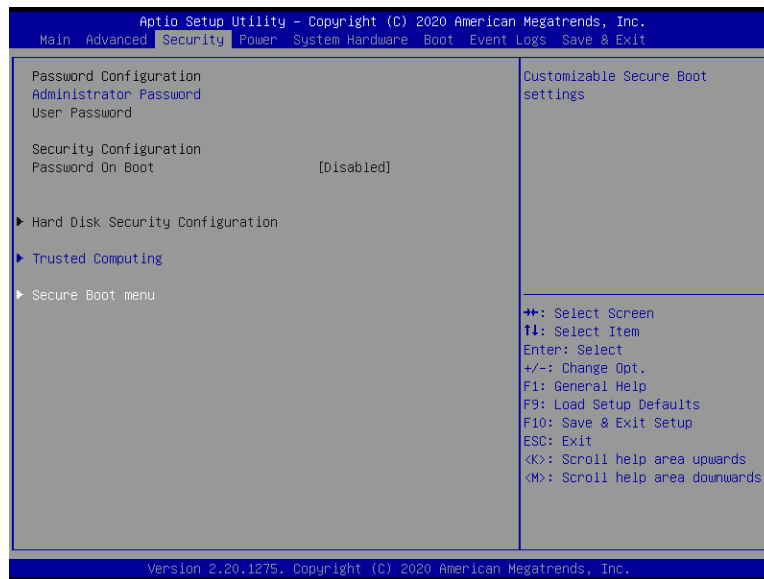 Aptio Setup Utility – Copyright (C) 2020 American Megatrends, Inc.
Main Advanced Security Power System Hardware Boot Event Logs Save & Exit
Password Configuration
Administrator Password
User Password
Security Configuration
Password On Boot [Disabled]
► Hard Disk Security Configuration
► Trusted Computing
► Secure Boot menu
Customizable Secure Boot
settings
→←: Select Screen
↑↓: Select Item
Enter: Select
+/-: Change Opt.
F1: General Help
F9: Load Setup Defaults
F10: Save & Exit Setup
ESC: Exit
<K>: Scroll help area upwards
<M>: Scroll help area downwards
Version 2.20.1275. Copyright (C) 2020 American Megatrends, Inc.